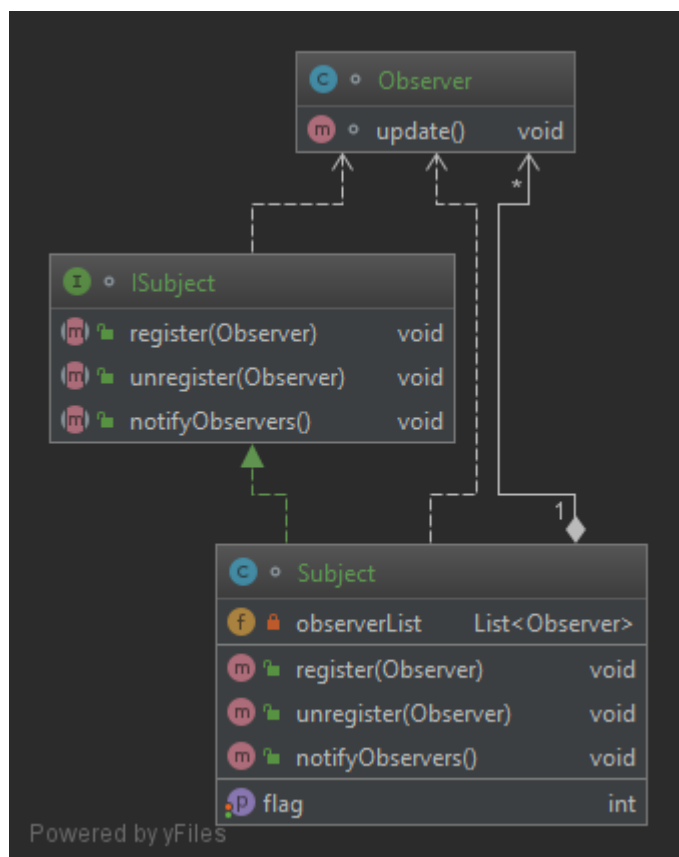 Observer
update() void
*
ISubject
register(Observer) void
unregister(Observer) void
notifyObservers() void
1
Subject
observerList List<Observer>
register(Observer) void
unregister(Observer) void
notifyObservers() void
flag int
Powered by yFiles